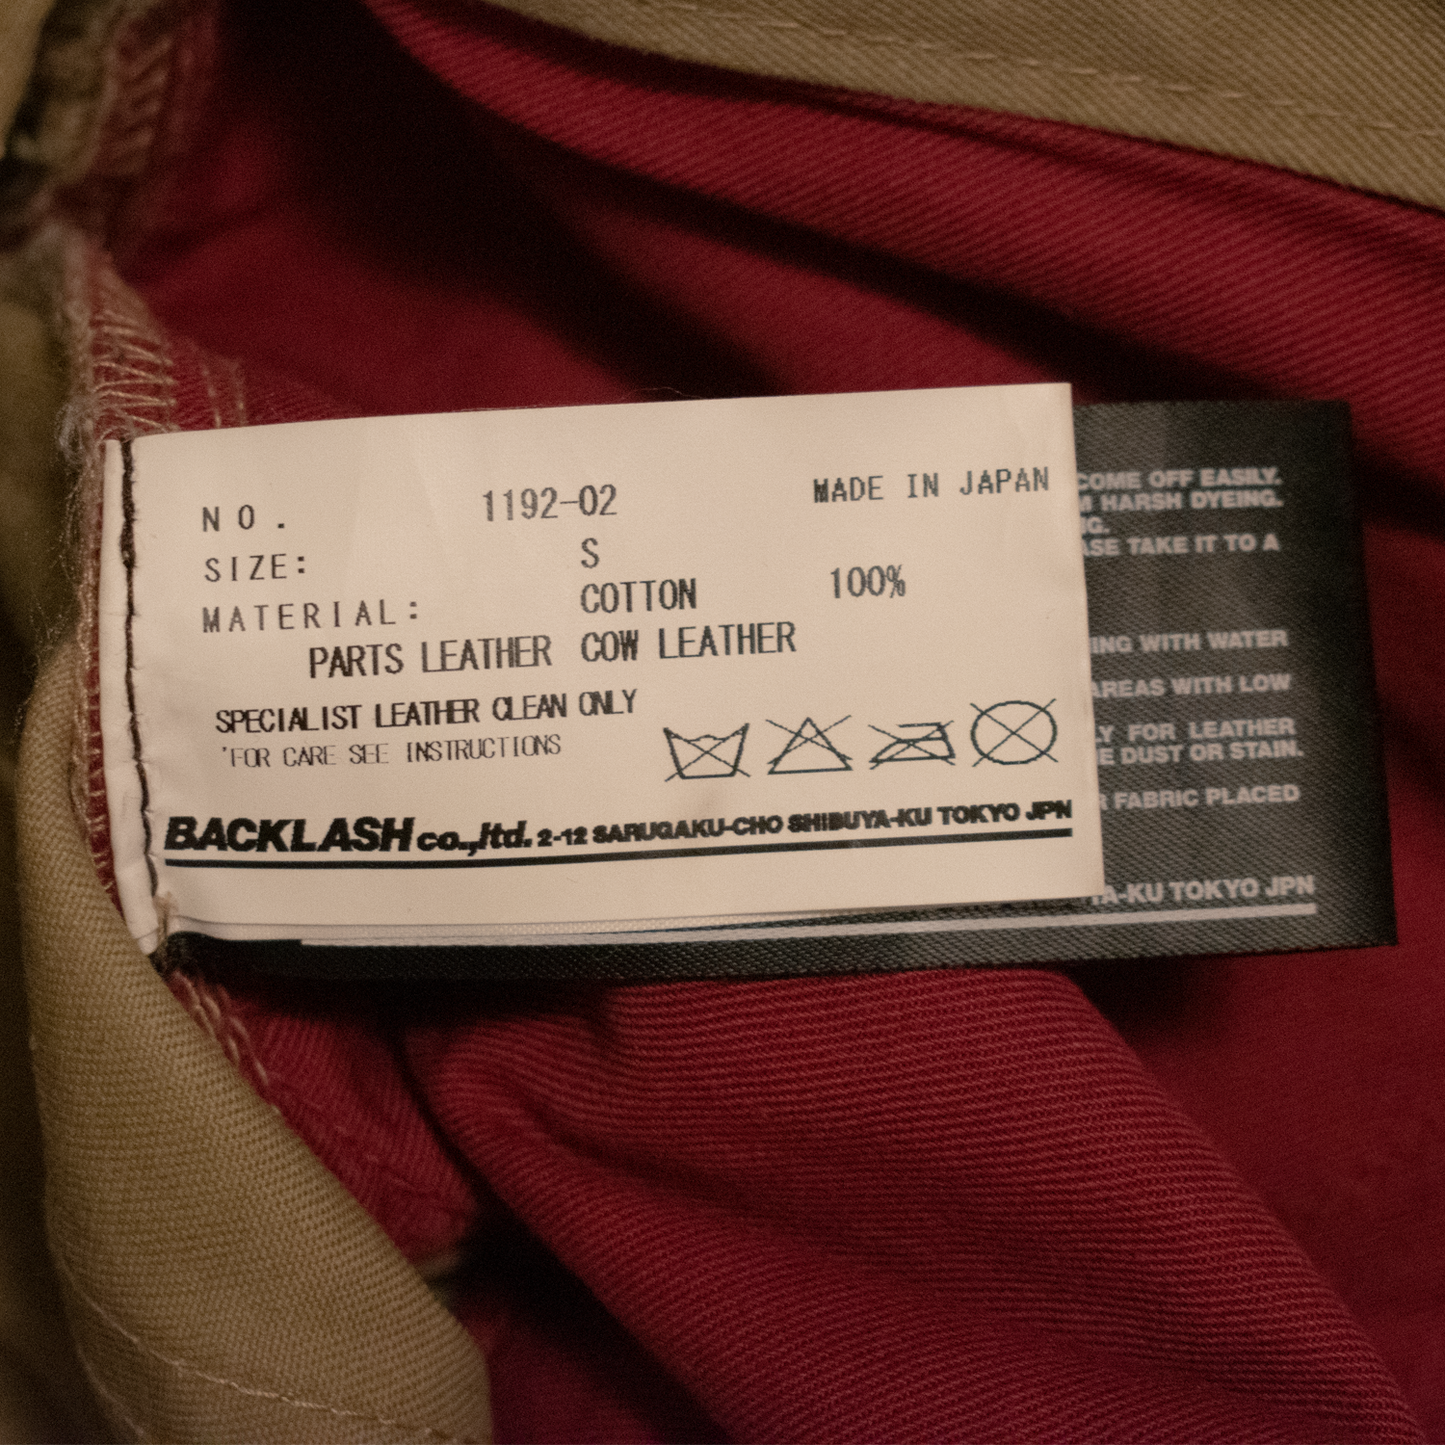 NO. 1192-02 MADE IN JAPAN
SIZE: S
MATERIAL: COTTON 100%
PARTS LEATHER COW LEATHER
SPECIALIST LEATHER CLEAN ONLY
*FOR CARE SEE INSTRUCTIONS
BACKLASH co.,ltd. 2-12 SARUGAKU-CHO SHIBUYA-KU TOKYO JPN
COME OFF EASILY.
HARSH DYEING.
TAKE IT TO A
WITH WATER
AREAS WITH LOW
FOR LEATHER
DUST OR STAIN.
FABRIC PLACED
YA-KU TOKYO JPN